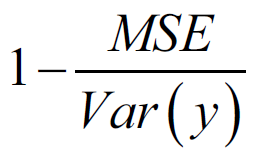 1 − MSE / Var(y)